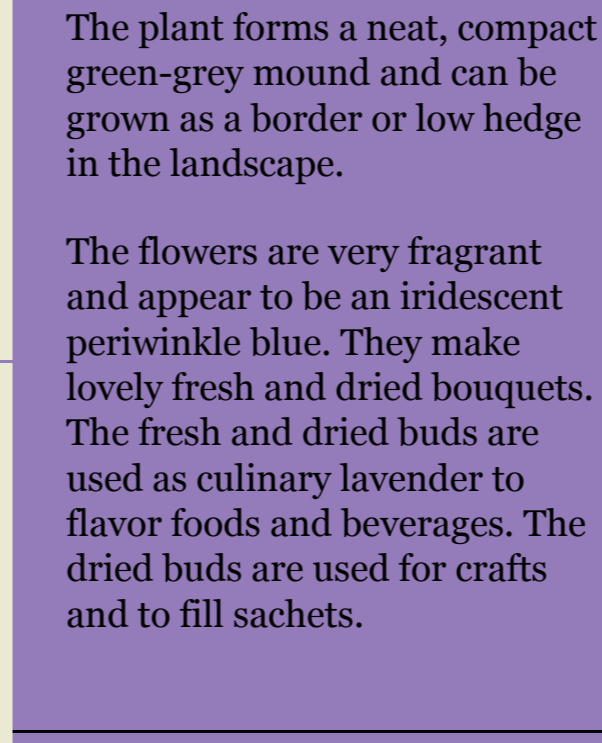 The plant forms a neat, compact
green-grey mound and can be
grown as a border or low hedge
in the landscape.
The flowers are very fragrant
and appear to be an iridescent
periwinkle blue. They make
lovely fresh and dried bouquets.
The fresh and dried buds are
used as culinary lavender to
flavor foods and beverages. The
dried buds are used for crafts
and to fill sachets.